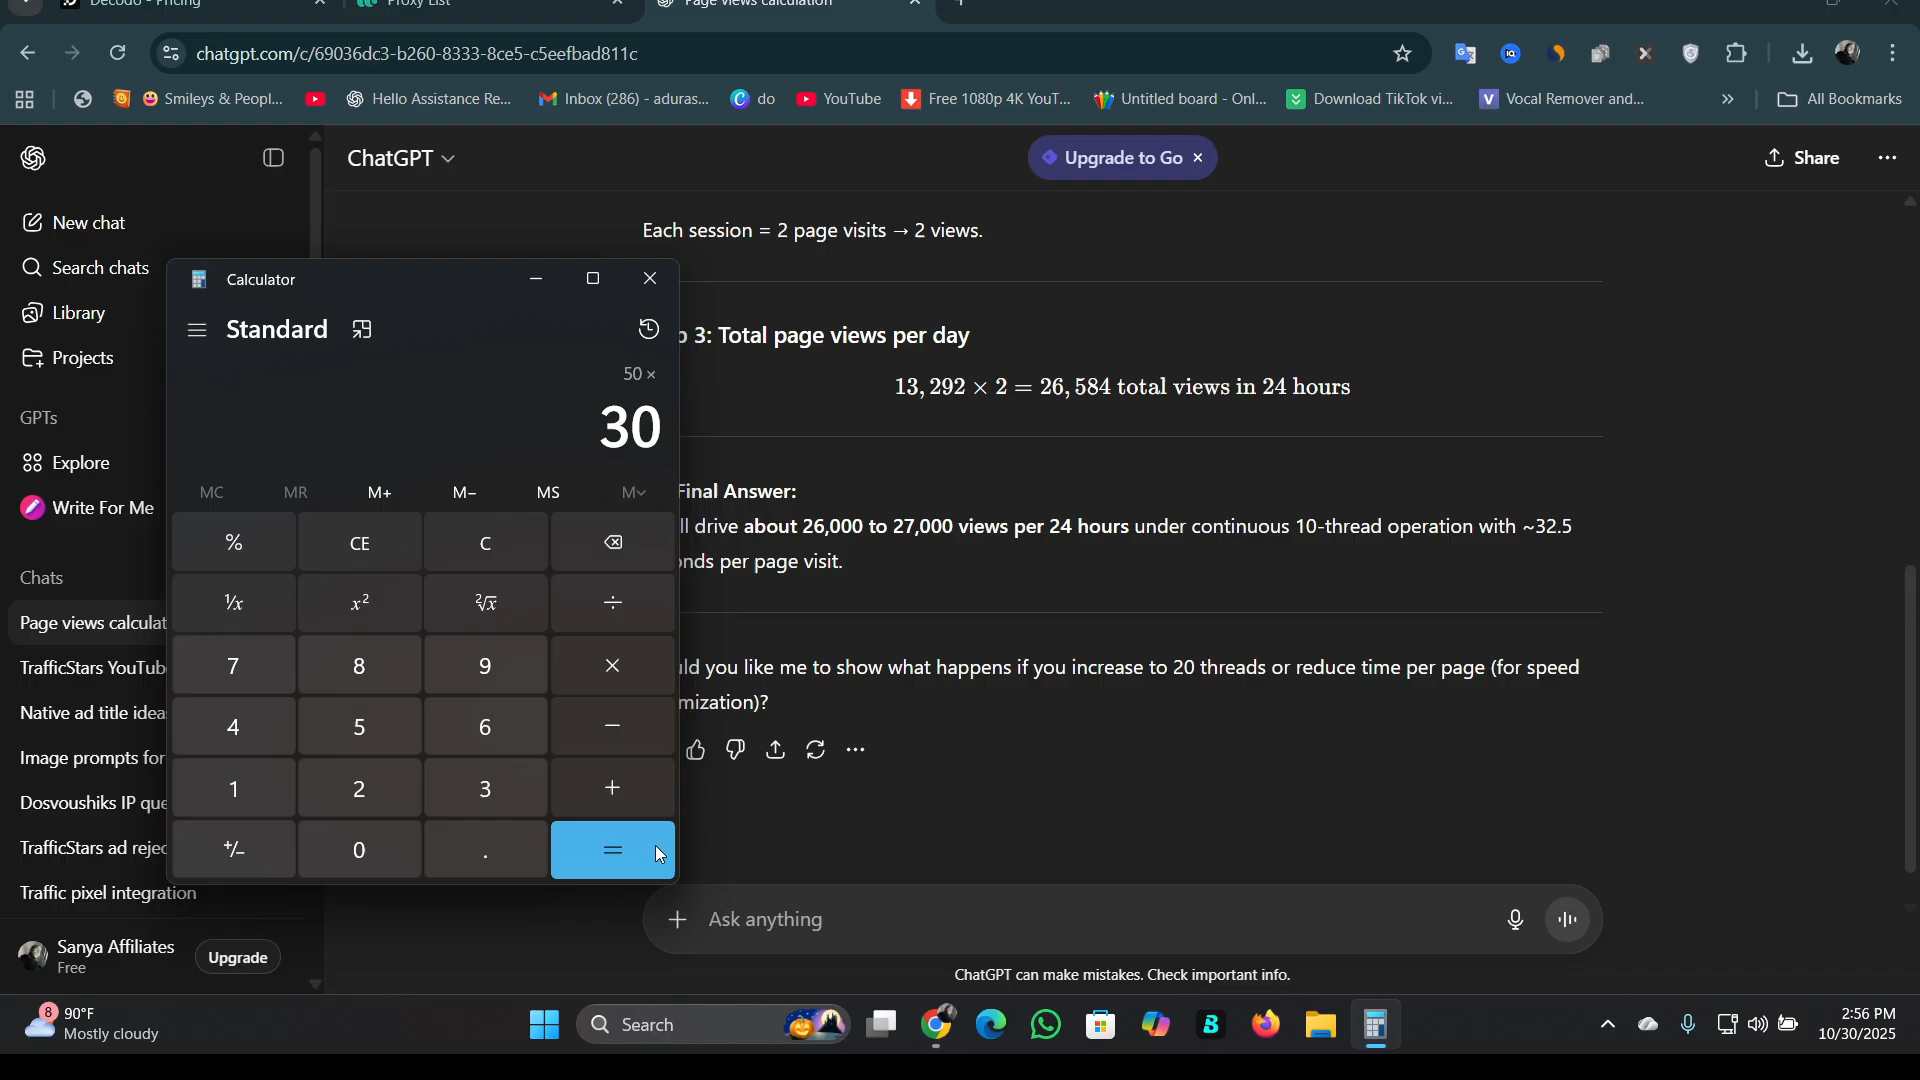 Decodo - Pricing
Proxy List
Page views calculation
chatgpt.com/c/69036dc3-b260-8333-8ce5-c5eefbad811c
Smileys & Peopl...
Hello Assistance Re...
Inbox (286) - aduras...
do
YouTube
Free 1080p 4K YouT...
Untitled board - Onl...
Download TikTok vi...
Vocal Remover and...
»
All Bookmarks
ChatGPT
Upgrade to Go ×
Share
New chat
Search chats
Library
Projects
GPTs
Explore
Write For Me
Chats
Page views calculat
TrafficStars YouTub
Native ad title idea
Image prompts for
Dosvoushiks IP que
TrafficStars ad rejec
Traffic pixel integration
Sanya Affiliates
Free
Upgrade
Calculator
Standard
50 ×
30
MC MR M+ M− MS M
% CE C
¹/x x² ²√x ÷
7 8 9 ×
4 5 6 −
1 2 3 +
+/− 0 . =
Each session = 2 page visits → 2 views.
p 3: Total page views per day
13,292 × 2 = 26,584 total views in 24 hours
Final Answer:
ll drive about 26,000 to 27,000 views per 24 hours under continuous 10-thread operation with ~32.5
onds per page visit.
ld you like me to show what happens if you increase to 20 threads or reduce time per page (for speed
mization)?
Ask anything
ChatGPT can make mistakes. Check important info.
8
90°F
Mostly cloudy
Search
2:56 PM
10/30/2025